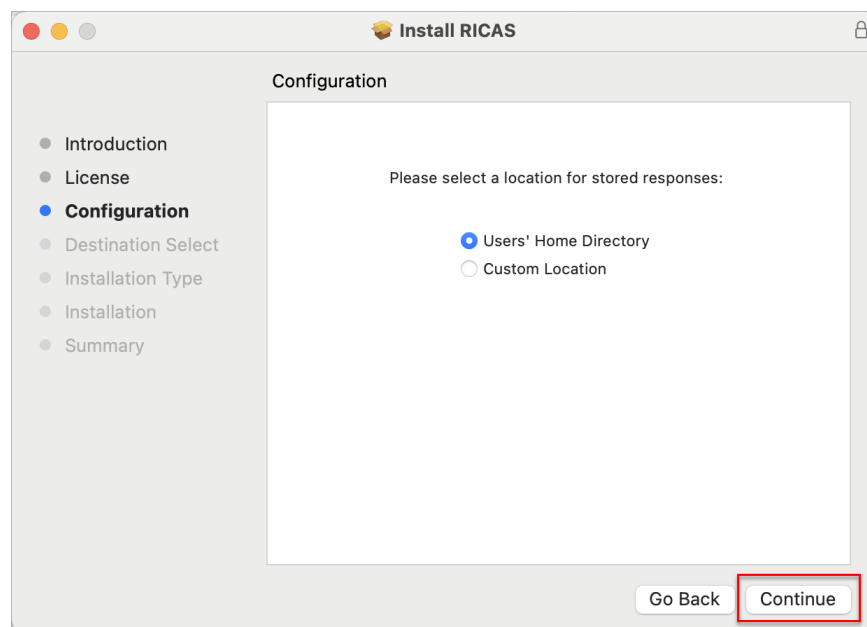 Install RICAS
Configuration
Introduction
License
Configuration
Destination Select
Installation Type
Installation
Summary
Please select a location for stored responses:
Users' Home Directory
Custom Location
Go Back
Continue